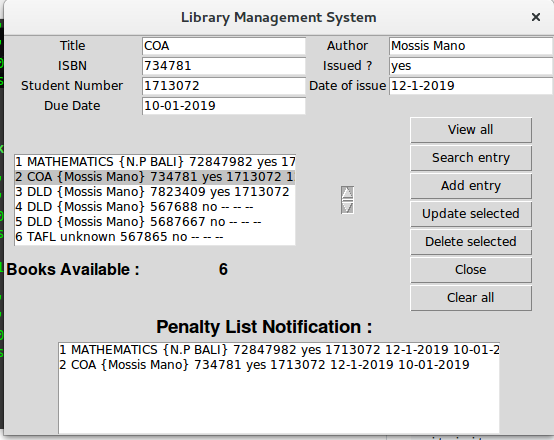 Library Management System
Title COA Author Mossis Mano
ISBN 734781 Issued ? yes
Student Number 1713072 Date of issue 12-1-2019
Due Date 10-01-2019
View all
Search entry
Add entry
Update selected
Delete selected
Close
Clear all
1 MATHEMATICS {N.P BALI} 72847982 yes 17
2 COA {Mossis Mano} 734781 yes 1713072 1
3 DLD {Mossis Mano} 7823409 yes 1713072
4 DLD {Mossis Mano} 567688 no -- -- --
5 DLD {Mossis Mano} 5687667 no -- -- --
6 TAFL unknown 567865 no -- -- --
Books Available : 6
Penalty List Notification :
1 MATHEMATICS {N.P BALI} 72847982 yes 1713072 12-1-2019 10-01-2
2 COA {Mossis Mano} 734781 yes 1713072 12-1-2019 10-01-2019